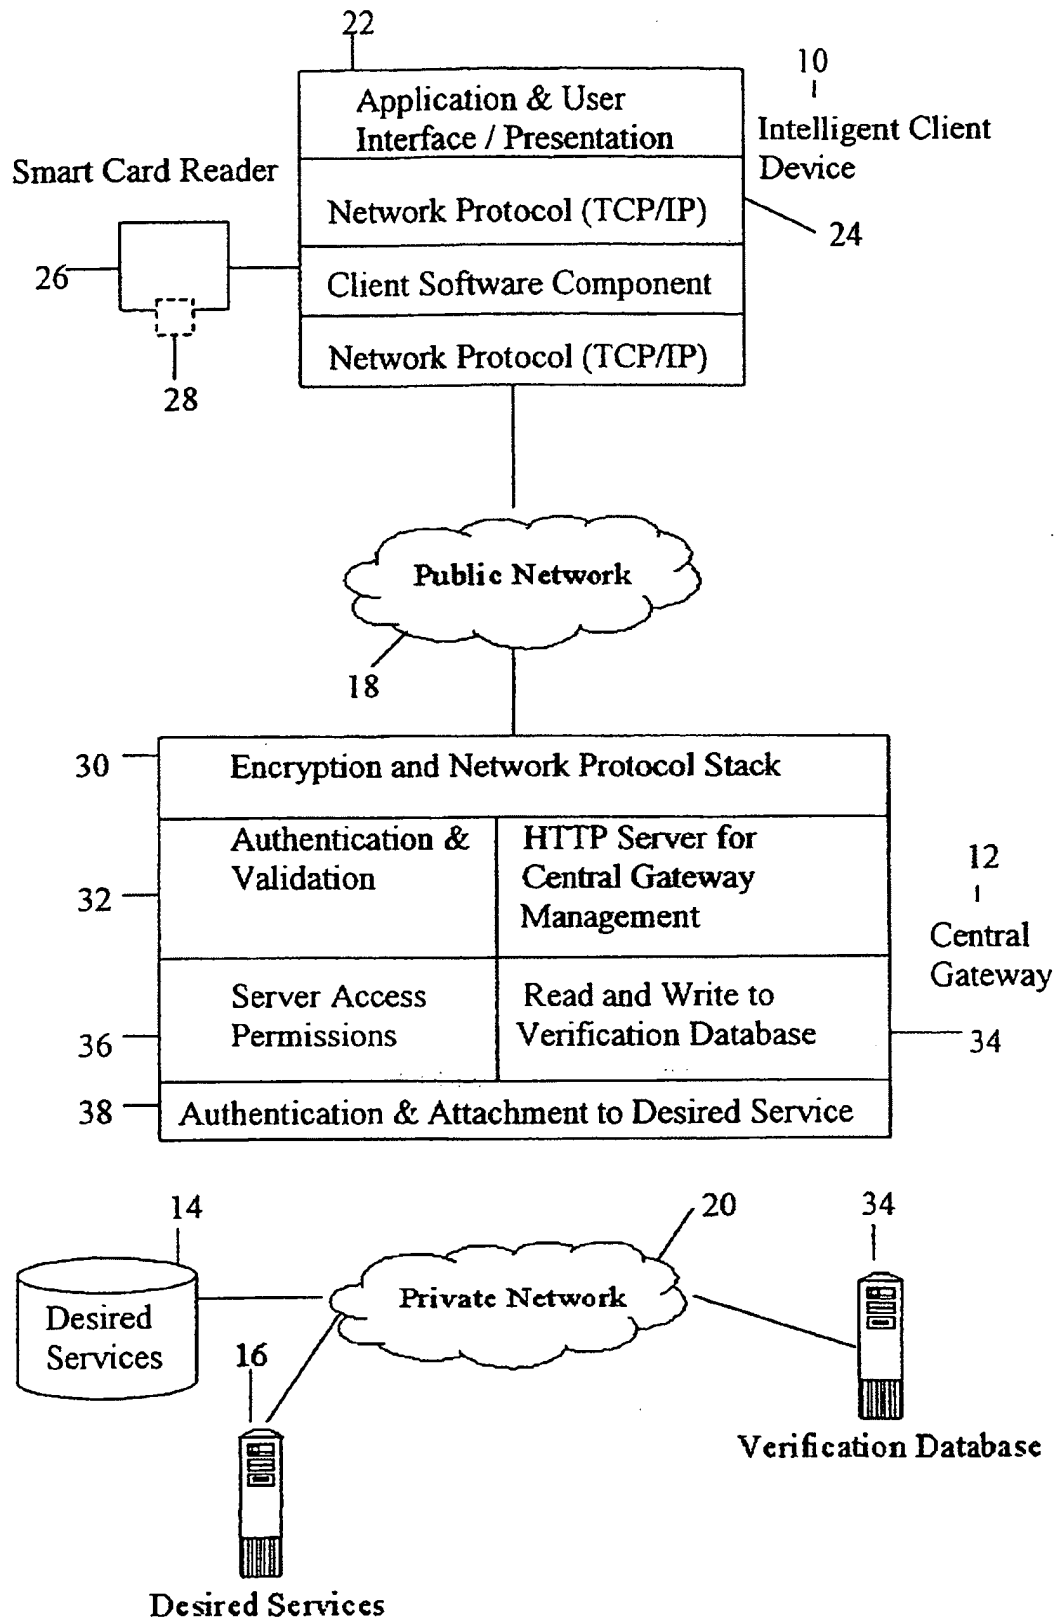 22
10
Application & User
Interface / Presentation
Intelligent Client
Device
Smart Card Reader
Network Protocol (TCP/IP)
24
26
Client Software Component
Network Protocol (TCP/IP)
28
Public Network
18
30
Encryption and Network Protocol Stack
Authentication &
Validation
HTTP Server for
Central Gateway
Management
32
12
Central
Gateway
Server Access
Permissions
Read and Write to
Verification Database
36
34
38
Authentication & Attachment to Desired Service
14
20
34
Desired
Services
Private Network
16
Verification Database
Desired Services